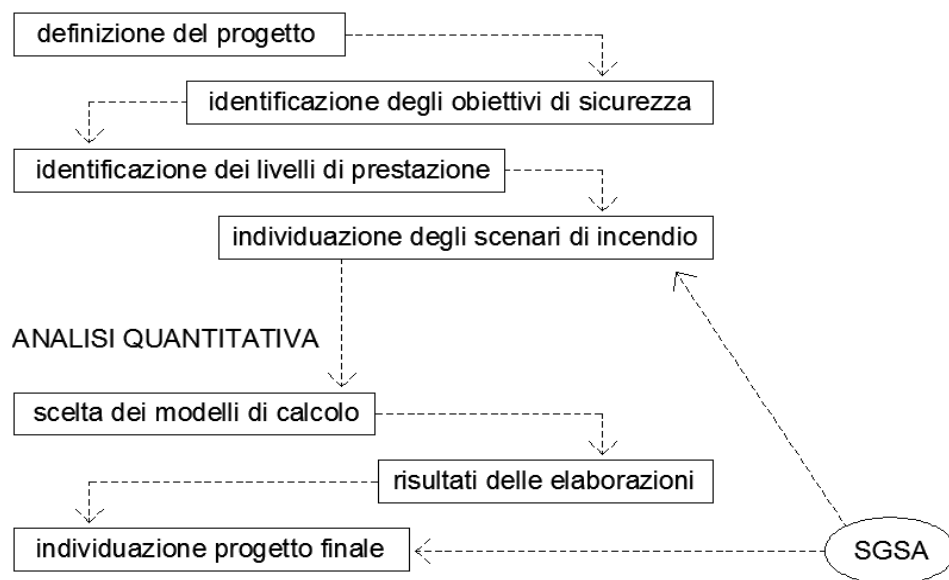 definizione del progetto
identificazione degli obiettivi di sicurezza
identificazione dei livelli di prestazione
individuazione degli scenari di incendio
ANALISI QUANTITATIVA
scelta dei modelli di calcolo
risultati delle elaborazioni
individuazione progetto finale
SGSA